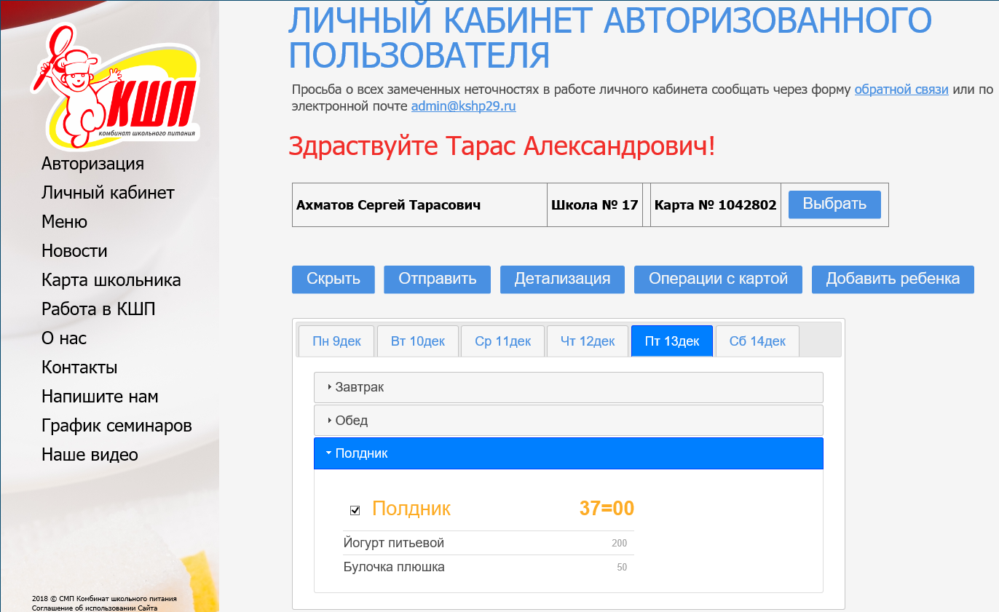 ЛИЧНЫЙ КАБИНЕТ АВТОРИЗОВАННОГО
ПОЛЬЗОВАТЕЛЯ
Просьба о всех замеченных неточностях в работе личного кабинета сообщать через форму обратной связи или по
электронной почте admin@kshp29.ru
Здраствуйте Тарас Александрович!
КШП
комбинат школьного питания
Авторизация
Личный кабинет
Меню
Новости
Карта школьника
Работа в КШП
О нас
Контакты
Напишите нам
График семинаров
Наше видео
Ахматов Сергей Тарасович Школа № 17 Карта № 1042802 Выбрать
Скрыть Отправить Детализация Операции с картой Добавить ребенка
Пн 9дек Вт 10дек Ср 11дек Чт 12дек Пт 13дек Сб 14дек
Завтрак
Обед
Полдник
Полдник 37=00
Йогурт питьевой 200
Булочка плюшка 50
2018 © СМП Комбинат школьного питания
Соглашение об использовании Сайта